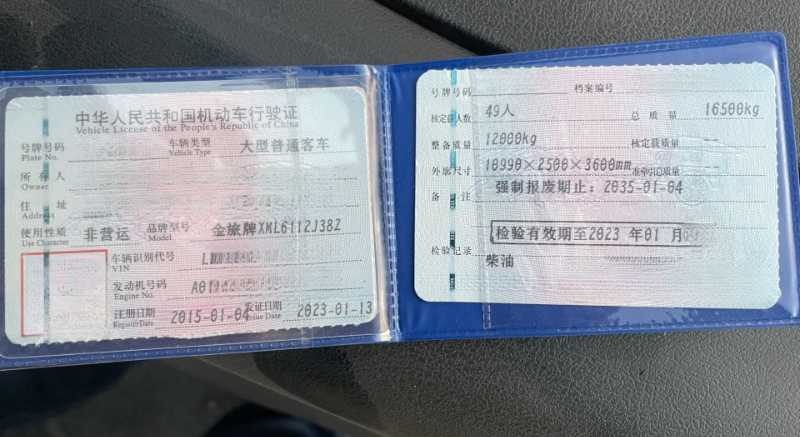 中华人民共和国机动车行驶证
Vehicle License of the People's Republic of China
号牌号码 车辆类型 大型普通客车
Plate No. Vehicle Type
所有人
Owner
住址
Address
使用性质 非营运 品牌型号 金旅牌XML6112J38Z
Use Character Model
车辆识别代号
VIN
发动机号码
Engine No.
注册日期 2015-01-04 发证日期 2023-01-13
Register Date Issue Date
号牌号码 档案编号
核定载人数 49人 总质量 16500kg
整备质量 12000kg 核定载质量 --
外廓尺寸 10990×2500×3600mm 准牵引总质量
备注 强制报废期止：2035-01-04
检验有效期至2023年01月
检验记录
柴油